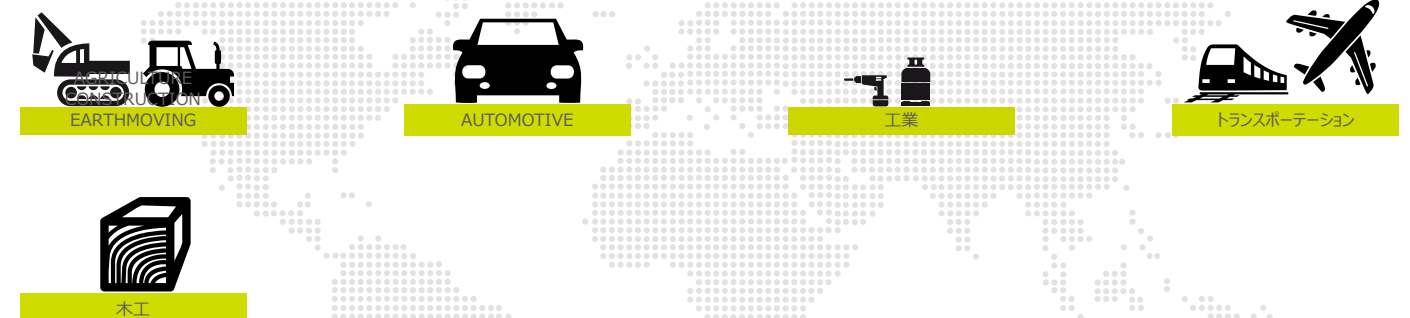 AGRICULTURE
CONSTRUCTION
EARTHMOVING
AUTOMOTIVE
工業
トランスポーテーション
木工